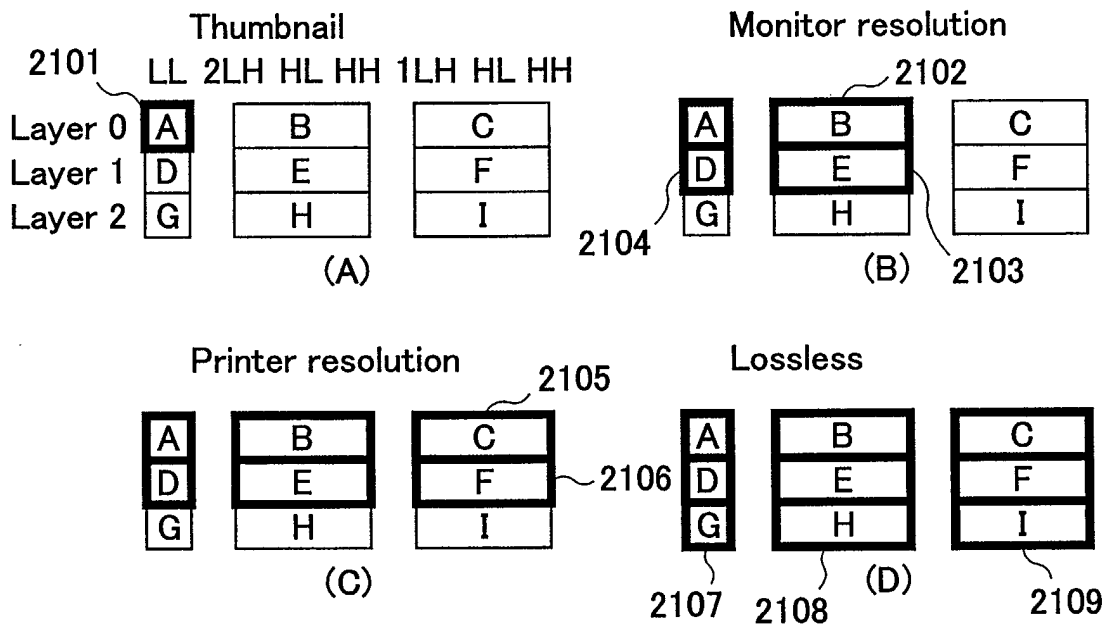 Thumbnail
Monitor resolution
2101 LL 2LH HL HH 1LH HL HH
2102
Layer 0 A B C
A B C
Layer 1 D E F
D E F
Layer 2 G H I
G H I
2104
2103
(A)
(B)
Printer resolution
Lossless
2105
A B C
A B C
D E F
2106
D E F
G H I
G H I
(C)
(D)
2107
2108
2109